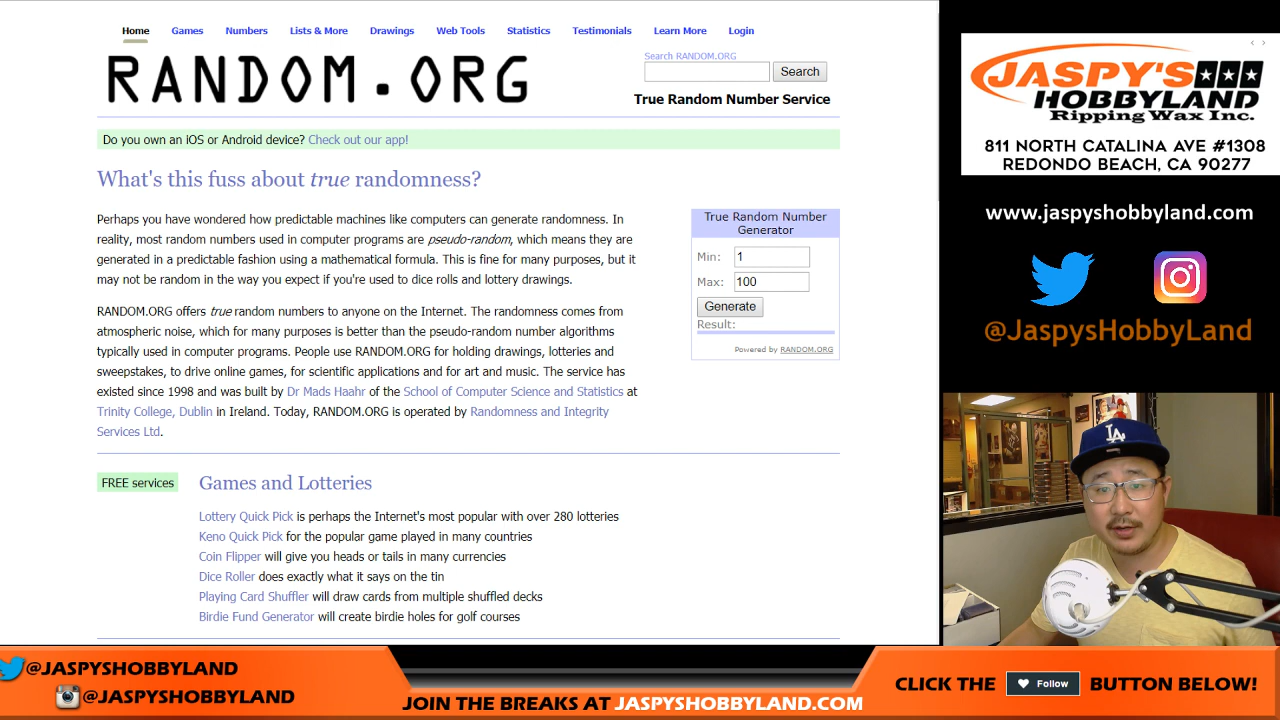 Home Games Numbers Lists & More Drawings Web Tools Statistics Testimonials Learn More Login
RANDOM.ORG
Search RANDOM.ORG
Search
True Random Number Service
Do you own an iOS or Android device? Check out our app!
What's this fuss about true randomness?
Perhaps you have wondered how predictable machines like computers can generate randomness. In
reality, most random numbers used in computer programs are pseudo-random, which means they are
generated in a predictable fashion using a mathematical formula. This is fine for many purposes, but it
may not be random in the way you expect if you're used to dice rolls and lottery drawings.
RANDOM.ORG offers true random numbers to anyone on the Internet. The randomness comes from
atmospheric noise, which for many purposes is better than the pseudo-random number algorithms
typically used in computer programs. People use RANDOM.ORG for holding drawings, lotteries and
sweepstakes, to drive online games, for scientific applications and for art and music. The service has
existed since 1998 and was built by Dr Mads Haahr of the School of Computer Science and Statistics at
Trinity College, Dublin in Ireland. Today, RANDOM.ORG is operated by Randomness and Integrity
Services Ltd.
True Random Number
Generator
Min: 1
Max: 100
Generate
Result:
Powered by RANDOM.ORG
FREE services
Games and Lotteries
Lottery Quick Pick is perhaps the Internet's most popular with over 280 lotteries
Keno Quick Pick for the popular game played in many countries
Coin Flipper will give you heads or tails in many currencies
Dice Roller does exactly what it says on the tin
Playing Card Shuffler will draw cards from multiple shuffled decks
Birdie Fund Generator will create birdie holes for golf courses
JASPY'S
HOBBYLAND
Ripping Wax Inc.
811 NORTH CATALINA AVE #1308
REDONDO BEACH, CA 90277
www.jaspyshobbyland.com
@JaspysHobbyLand
LA
@JASPYSHOBBYLAND
@JASPYSHOBBYLAND
JOIN THE BREAKS AT JASPYSHOBBYLAND.COM
CLICK THE Follow BUTTON BELOW!